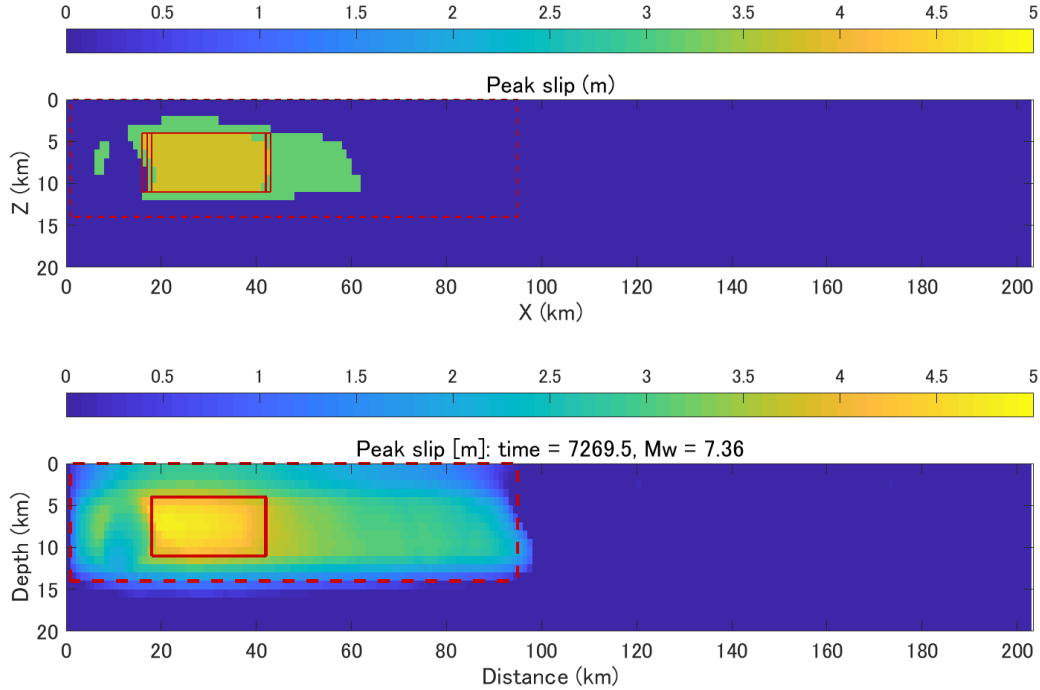 0 0.5 1 1.5 2 2.5 3 3.5 4 4.5 5
Peak slip (m)
0
5
10
15
20
Z (km)
0 20 40 60 80 100 120 140 160 180 200
X (km)
0 0.5 1 1.5 2 2.5 3 3.5 4 4.5 5
Peak slip [m]: time = 7269.5, Mw = 7.36
0
5
10
15
20
Depth (km)
0 20 40 60 80 100 120 140 160 180 200
Distance (km)